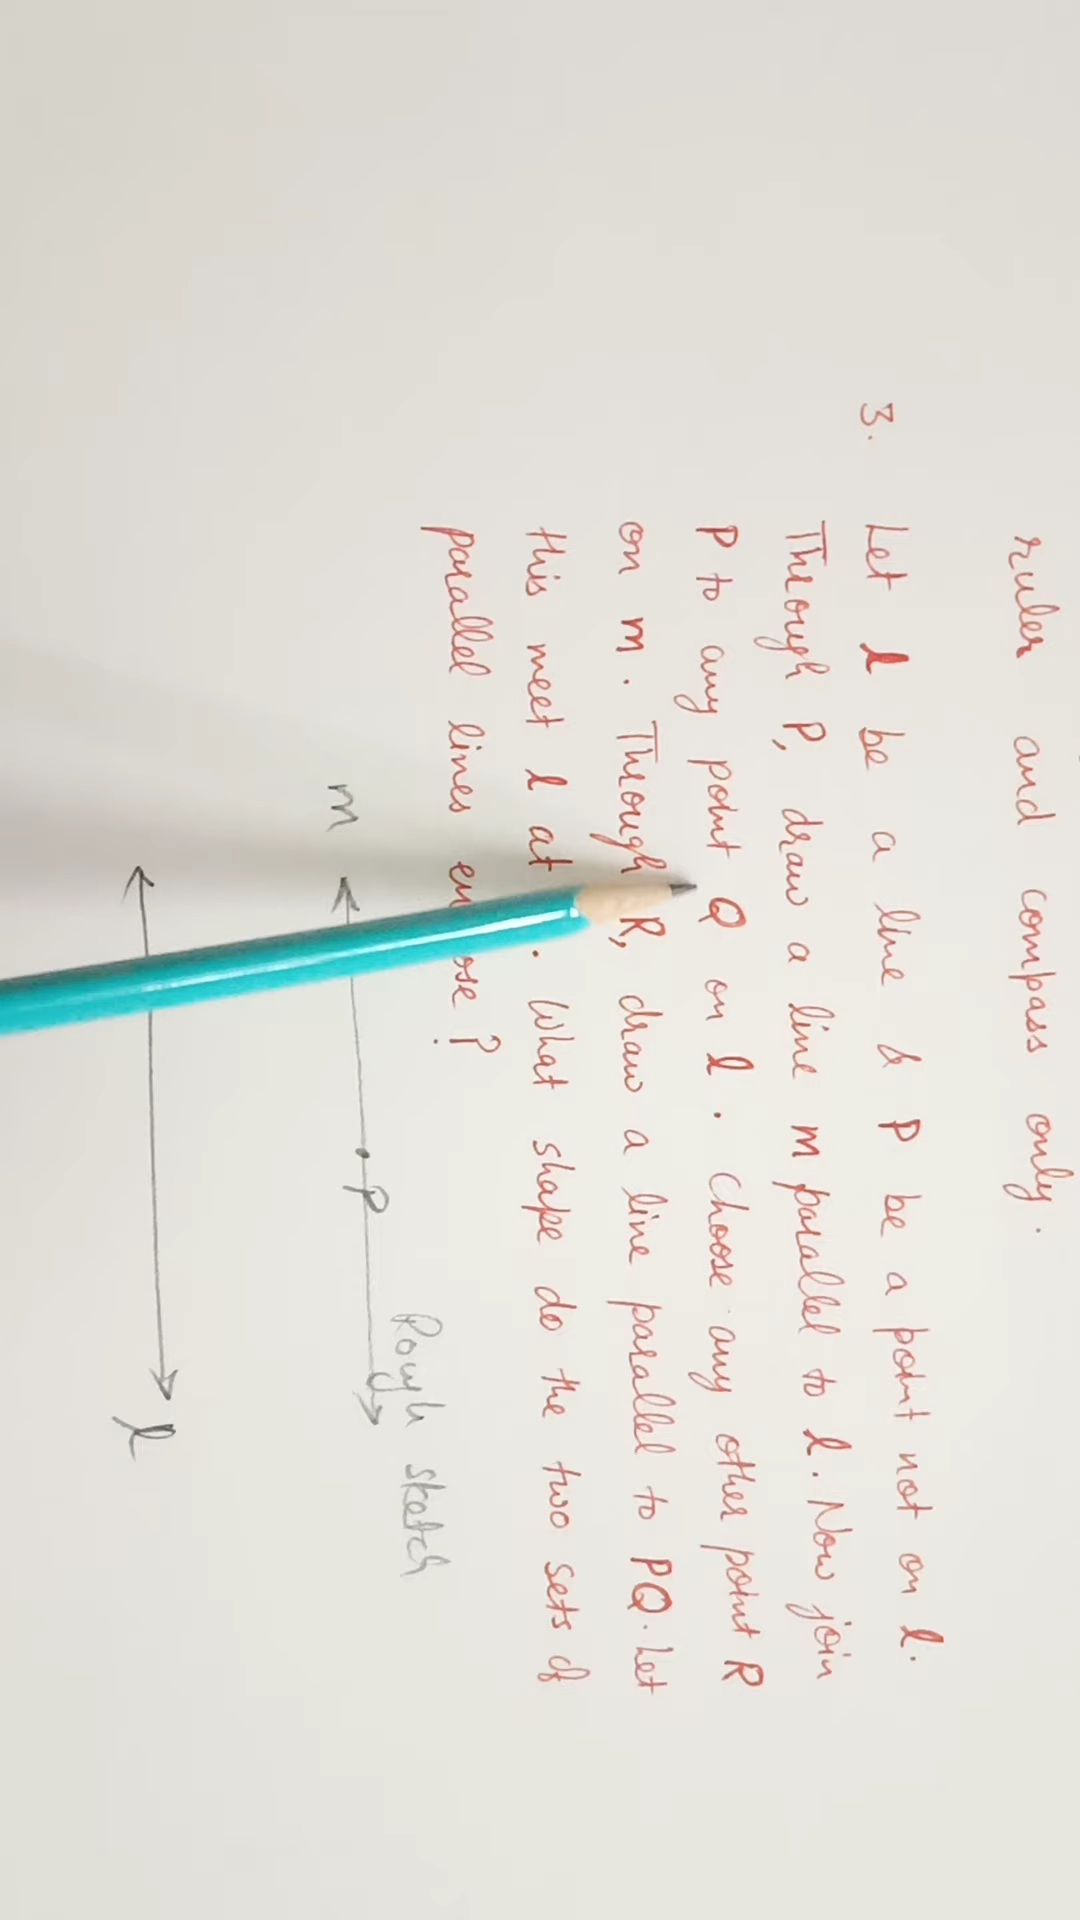 ruler and compass only.
3. Let l be a line & P be a point not on l.
Through P, draw a line m parallel to l. Now join
P to any point Q on l. Choose any other point R
on m. Through R, draw a line parallel to PQ. Let
this meet l at . What shape do the two sets of
parallel lines ?
Rough sketch
m P
l